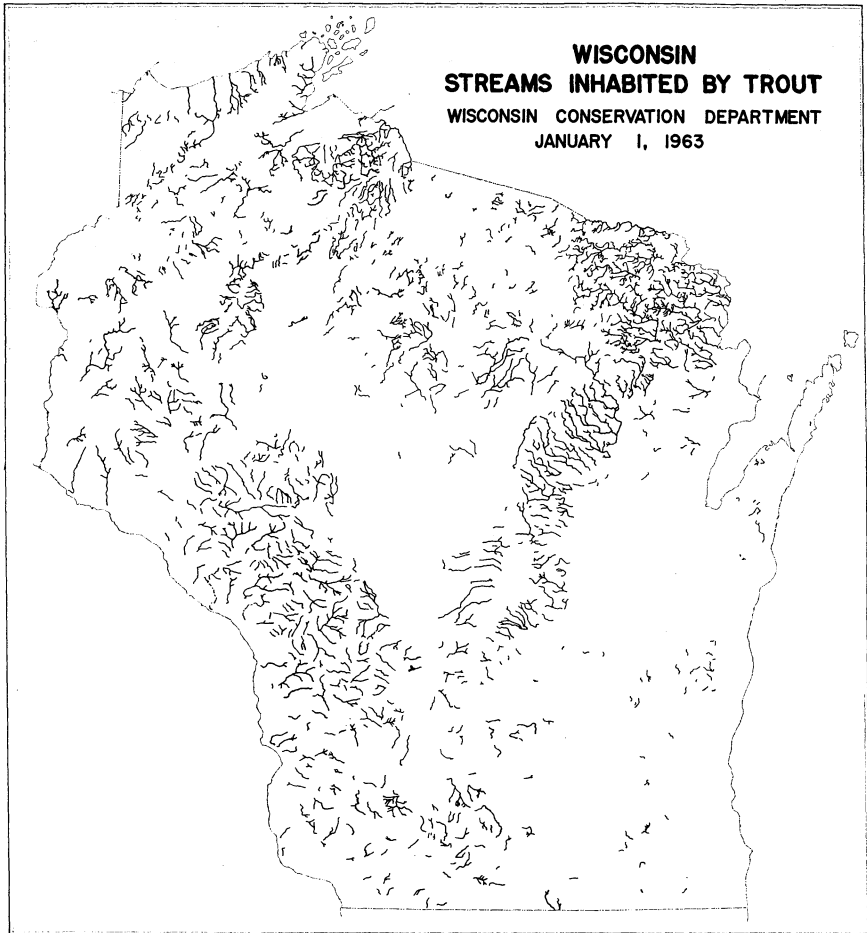 WISCONSIN
STREAMS INHABITED BY TROUT
WISCONSIN CONSERVATION DEPARTMENT
JANUARY 1, 1963